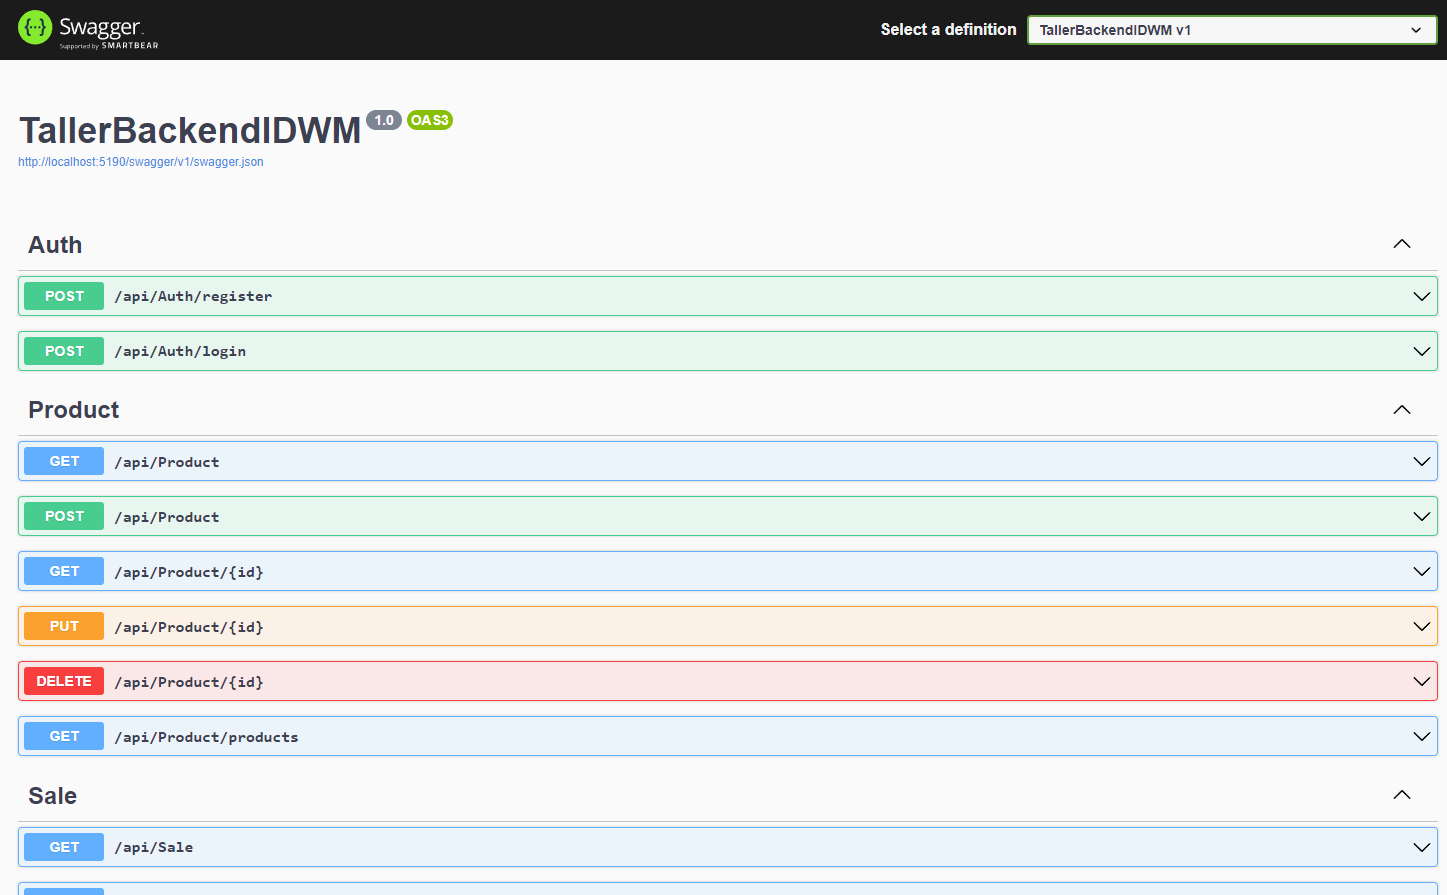 Swagger
Supported by SMARTBEAR
Select a definition
TallerBackendIDWM v1
TallerBackendIDWM 1.0 OAS3
http://localhost:5190/swagger/v1/swagger.json
Auth
POST /api/Auth/register
POST /api/Auth/login
Product
GET /api/Product
POST /api/Product
GET /api/Product/{id}
PUT /api/Product/{id}
DELETE /api/Product/{id}
GET /api/Product/products
Sale
GET /api/Sale